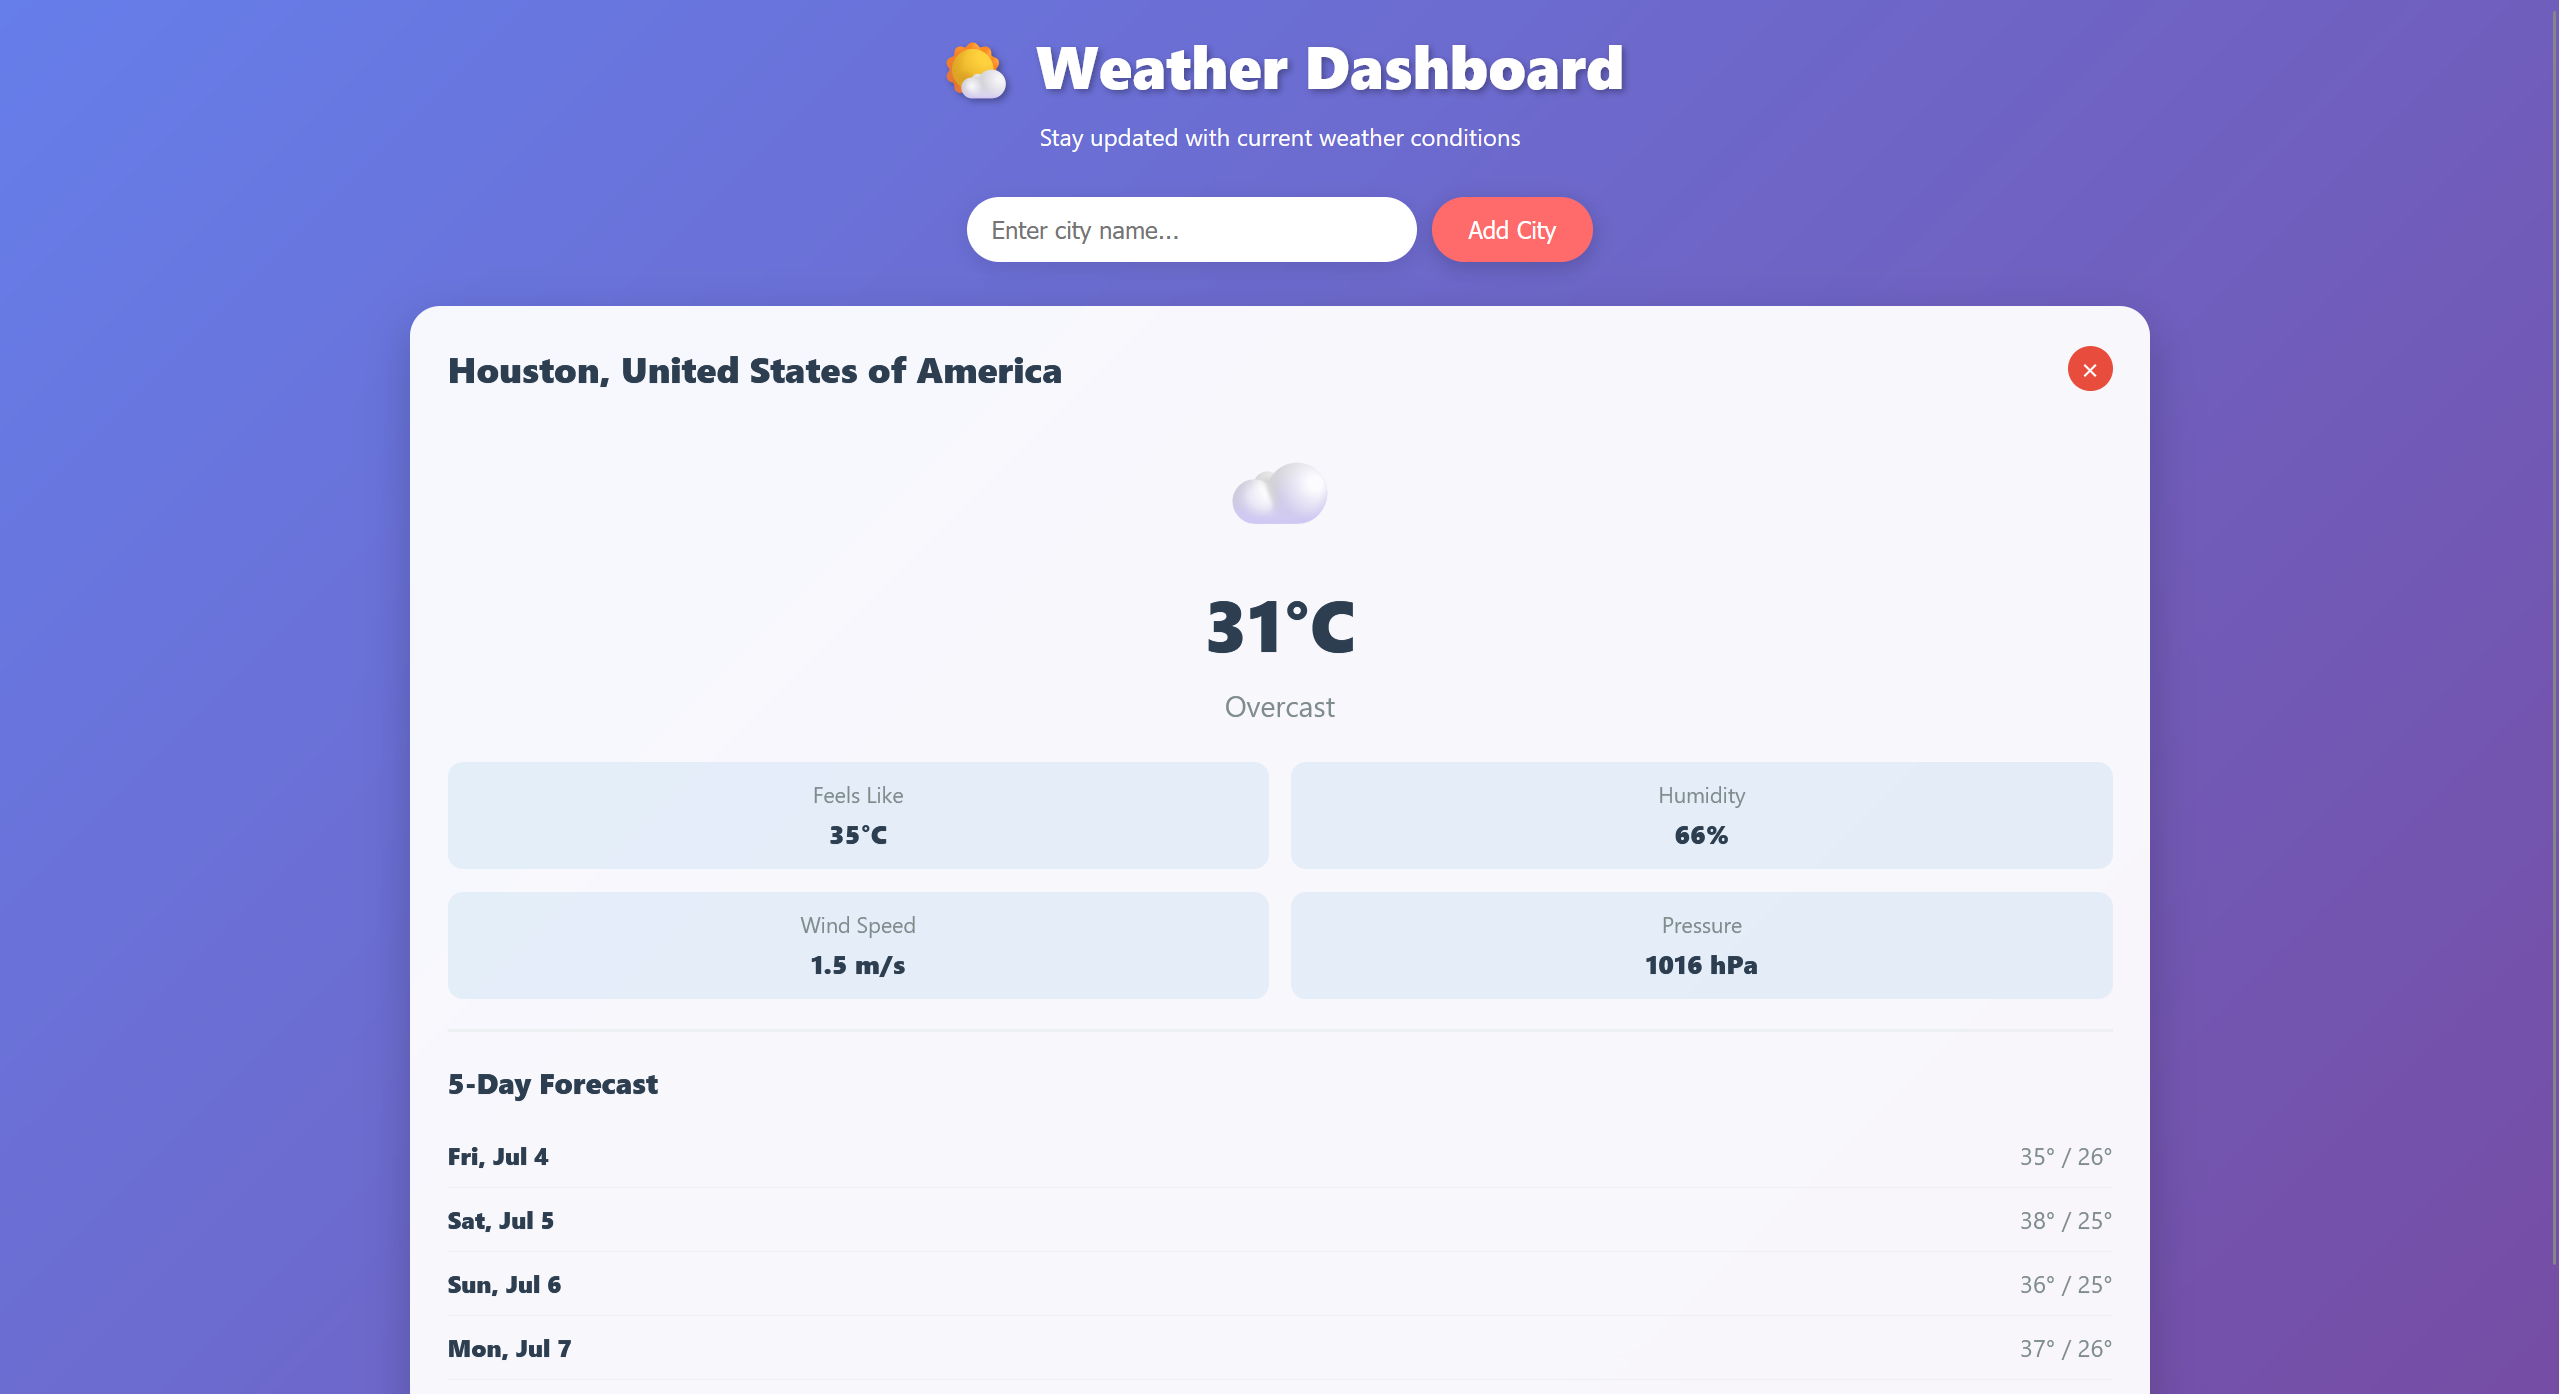 Weather Dashboard
Stay updated with current weather conditions
Enter city name...
Add City
Houston, United States of America
×
31°C
Overcast
Feels Like
35°C
Humidity
66%
Wind Speed
1.5 m/s
Pressure
1016 hPa
5-Day Forecast
Fri, Jul 4 35° / 26°
Sat, Jul 5 38° / 25°
Sun, Jul 6 36° / 25°
Mon, Jul 7 37° / 26°